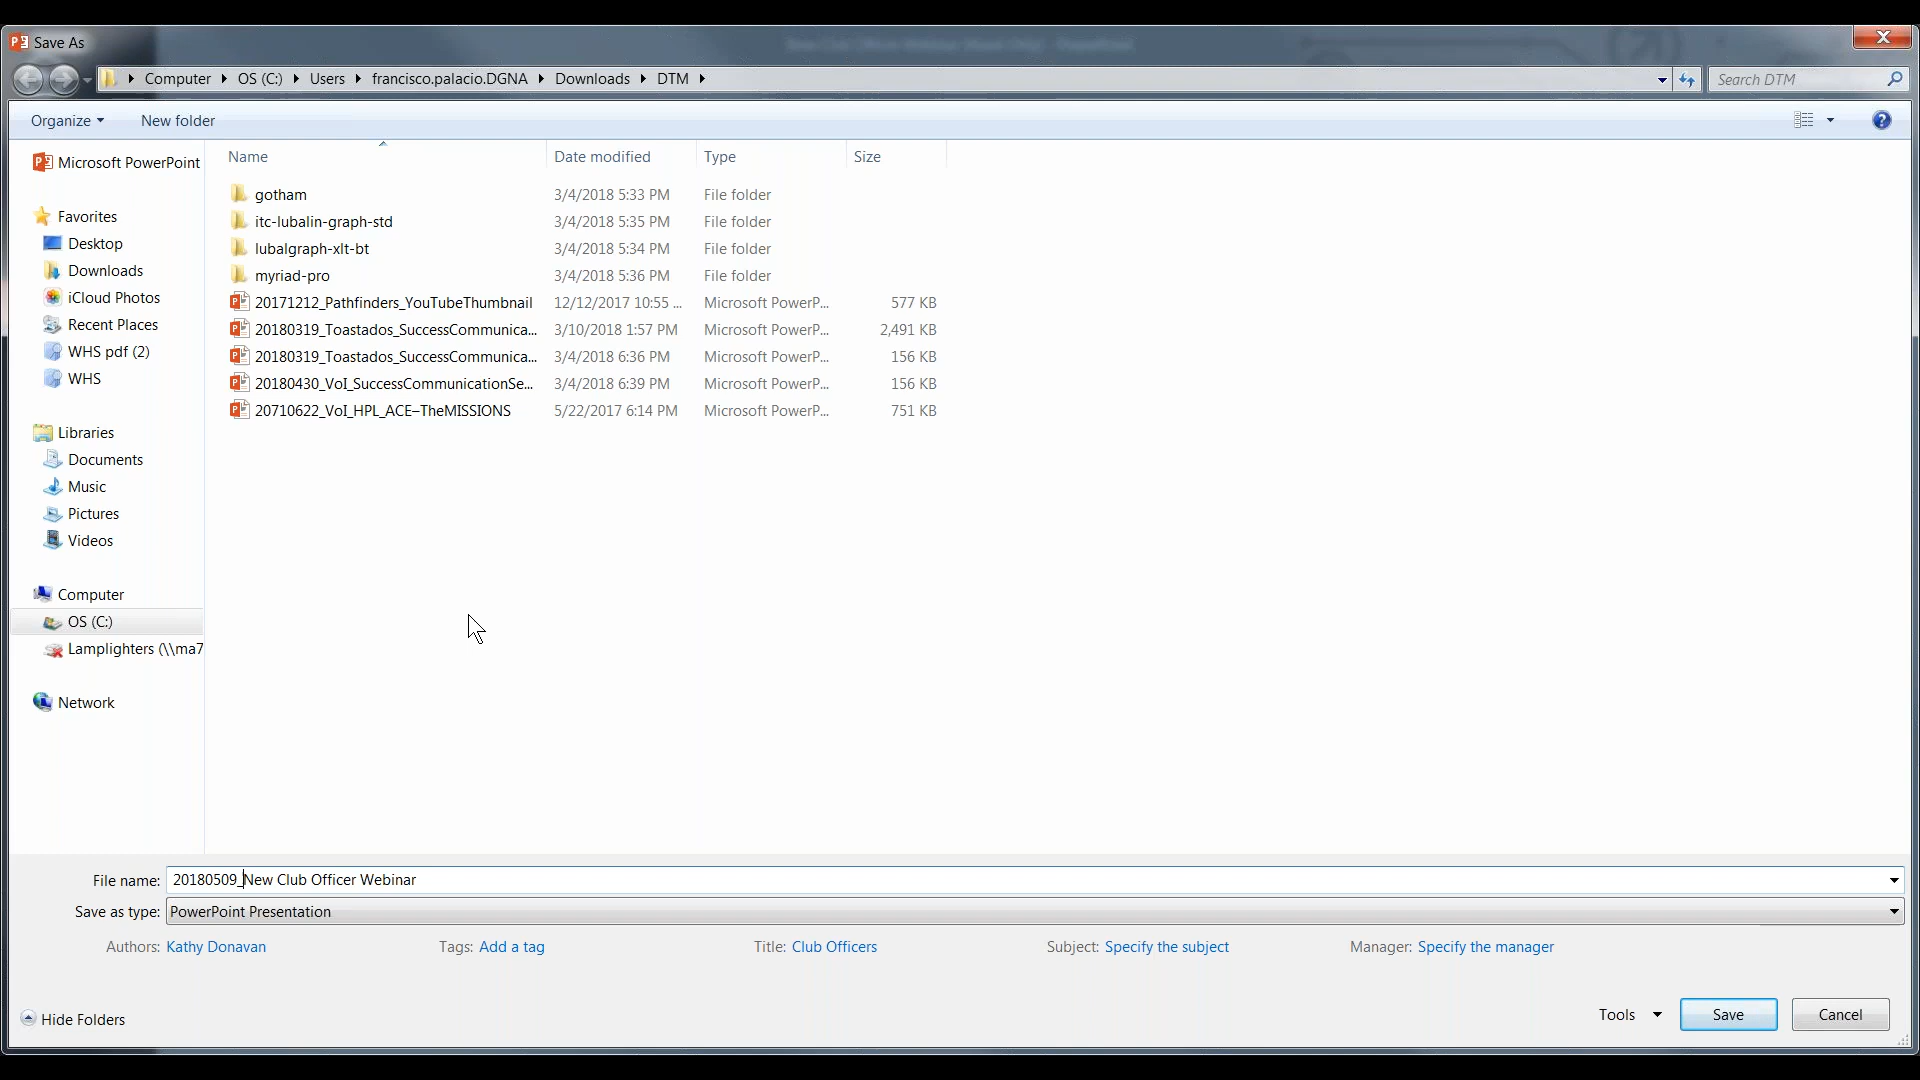 Save As
Computer OS (C:) Users francisco.palacio.DGNA Downloads DTM
Search DTM
Organize New folder
Name Date modified Type Size
Microsoft PowerPoint
Favorites
Desktop
Downloads
iCloud Photos
Recent Places
WHS pdf (2)
WHS
Libraries
Documents
Music
Pictures
Videos
Computer
OS (C:)
Lamplighters (\\ma7
Network
gotham 3/4/2018 5:33 PM File folder
itc-lubalin-graph-std 3/4/2018 5:35 PM File folder
lubalgraph-xlt-bt 3/4/2018 5:34 PM File folder
myriad-pro 3/4/2018 5:36 PM File folder
20171212_Pathfinders_YouTubeThumbnail 12/12/2017 10:55 ... Microsoft PowerP... 577 KB
20180319_Toastados_SuccessCommunica... 3/10/2018 1:57 PM Microsoft PowerP... 2,491 KB
20180319_Toastados_SuccessCommunica... 3/4/2018 6:36 PM Microsoft PowerP... 156 KB
20180430_VoI_SuccessCommunicationSe... 3/4/2018 6:39 PM Microsoft PowerP... 156 KB
20710622_VoI_HPL_ACE–TheMISSIONS 5/22/2017 6:14 PM Microsoft PowerP... 751 KB
File name: 20180509_New Club Officer Webinar
Save as type: PowerPoint Presentation
Authors: Kathy Donavan Tags: Add a tag Title: Club Officers Subject: Specify the subject Manager: Specify the manager
Hide Folders Tools Save Cancel